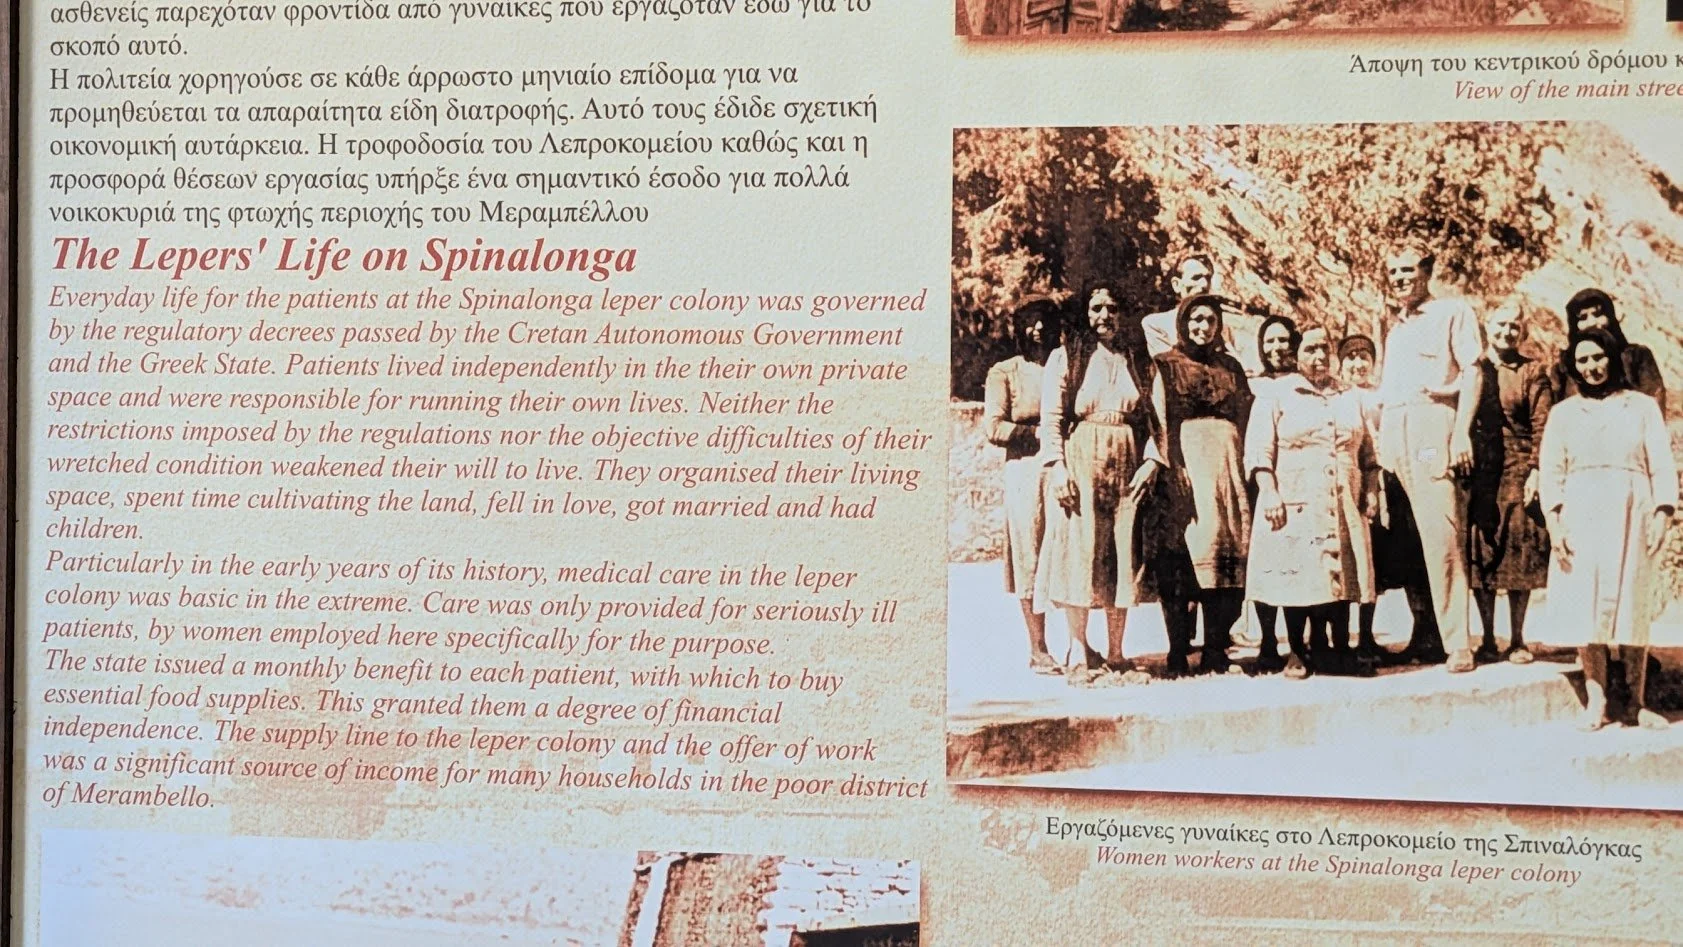 ασθενείς παρεχόταν φροντίδα από γυναίκες που εργαζόταν εδώ για το
σκοπό αυτό.
Η πολιτεία χορηγούσε σε κάθε άρρωστο μηνιαίο επίδομα για να
προμηθεύεται τα απαραίτητα είδη διατροφής. Αυτό τους έδιδε σχετική
οικονομική αυτάρκεια. Η τροφοδοσία του Λεπροκομείου καθώς και η
προσφορά θέσεων εργασίας υπήρξε ένα σημαντικό έσοδο για πολλά
νοικοκυριά της φτωχής περιοχής του Μεραμπέλλου
The Lepers' Life on Spinalonga
Everyday life for the patients at the Spinalonga leper colony was governed
by the regulatory decrees passed by the Cretan Autonomous Government
and the Greek State. Patients lived independently in the their own private
space and were responsible for running their own lives. Neither the
restrictions imposed by the regulations nor the objective difficulties of their
wretched condition weakened their will to live. They organised their living
space, spent time cultivating the land, fell in love, got married and had
children.
Particularly in the early years of its history, medical care in the leper
colony was basic in the extreme. Care was only provided for seriously ill
patients, by women employed here specifically for the purpose.
The state issued a monthly benefit to each patient, with which to buy
essential food supplies. This granted them a degree of financial
independence. The supply line to the leper colony and the offer of work
was a significant source of income for many households in the poor district
of Merambello.
Άποψη του κεντρικού δρόμου
View of the main
Εργαζόμενες γυναίκες στο Λεπροκομείο της Σπιναλόγκας
Women workers at the Spinalonga leper colony